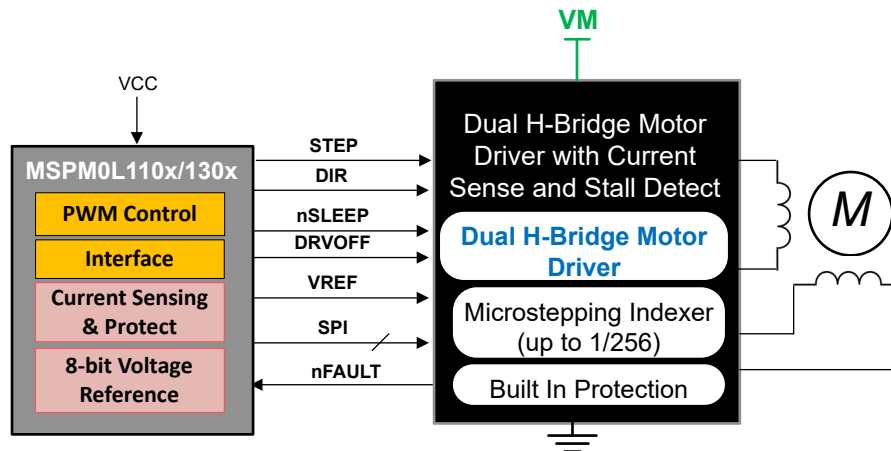 VM
VCC
MSPM0L110x/130x
PWM Control
Interface
Current Sensing
& Protect
8-bit Voltage
Reference
STEP
DIR
nSLEEP
DRVOFF
VREF
SPI
nFAULT
Dual H-Bridge Motor
Driver with Current
Sense and Stall Detect
Dual H-Bridge Motor
Driver
Microstepping Indexer
(up to 1/256)
Built In Protection
M